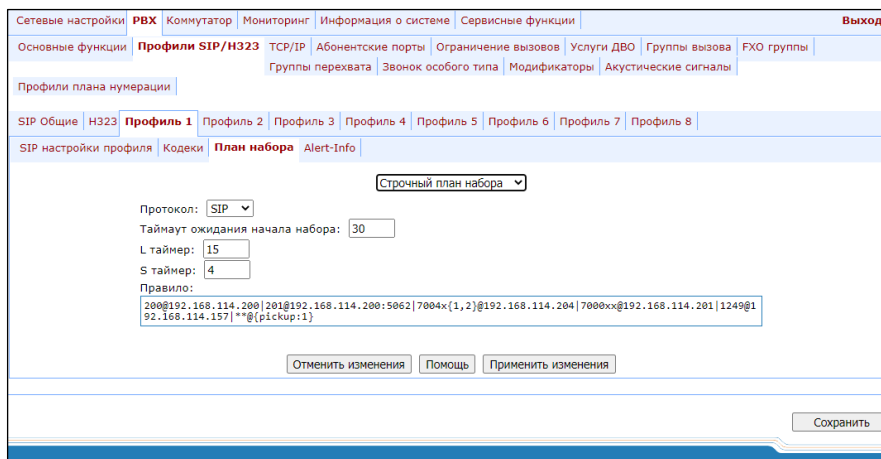 Сетевые настройки PBX Коммутатор Мониторинг Информация о системе Сервисные функции Выход
Основные функции Профили SIP/H323 TCP/IP Абонентские порты Ограничение вызовов Услуги ДВО Группы вызова FXO группы
Группы перехвата Звонок особого типа Модификаторы Акустические сигналы
Профили плана нумерации
SIP Общие H323 Профиль 1 Профиль 2 Профиль 3 Профиль 4 Профиль 5 Профиль 6 Профиль 7 Профиль 8
SIP настройки профиля Кодеки План набора Alert-Info
Строчный план набора
Протокол: SIP
Таймаут ожидания начала набора: 30
L таймер: 15
S таймер: 4
Правило:
200@192.168.114.200|201@192.168.114.200:5062|7004x{1,2}@192.168.114.204|7000xx@192.168.114.201|1249@1
92.168.114.157|**@{pickup:1}
Отменить изменения Помощь Применить изменения
Сохранить